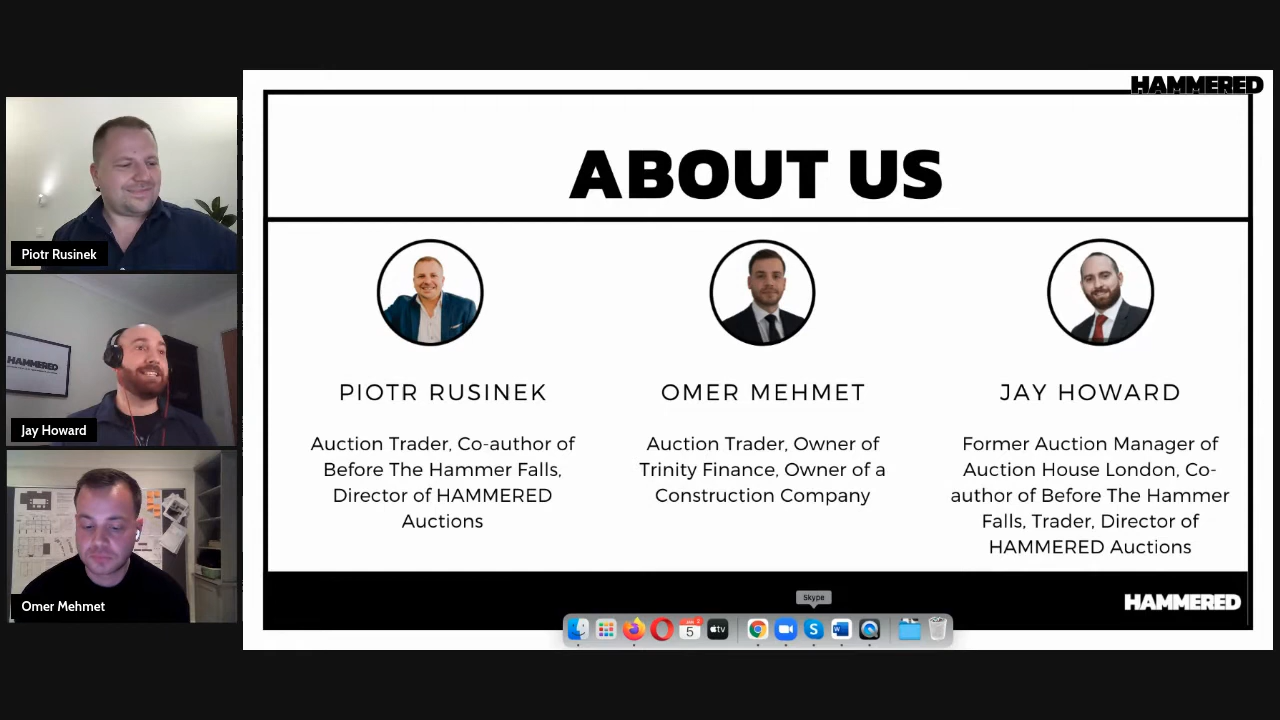 HAMMERED
ABOUT US
Piotr Rusinek
HAMMERED
Jay Howard
Omer Mehmet
PIOTR RUSINEK
Auction Trader, Co-author of
Before The Hammer Falls,
Director of HAMMERED
Auctions
OMER MEHMET
Auction Trader, Owner of
Trinity Finance, Owner of a
Construction Company
JAY HOWARD
Former Auction Manager of
Auction House London, Co-
author of Before The Hammer
Falls, Trader, Director of
HAMMERED Auctions
HAMMERED
Skype
5
tv
S
W